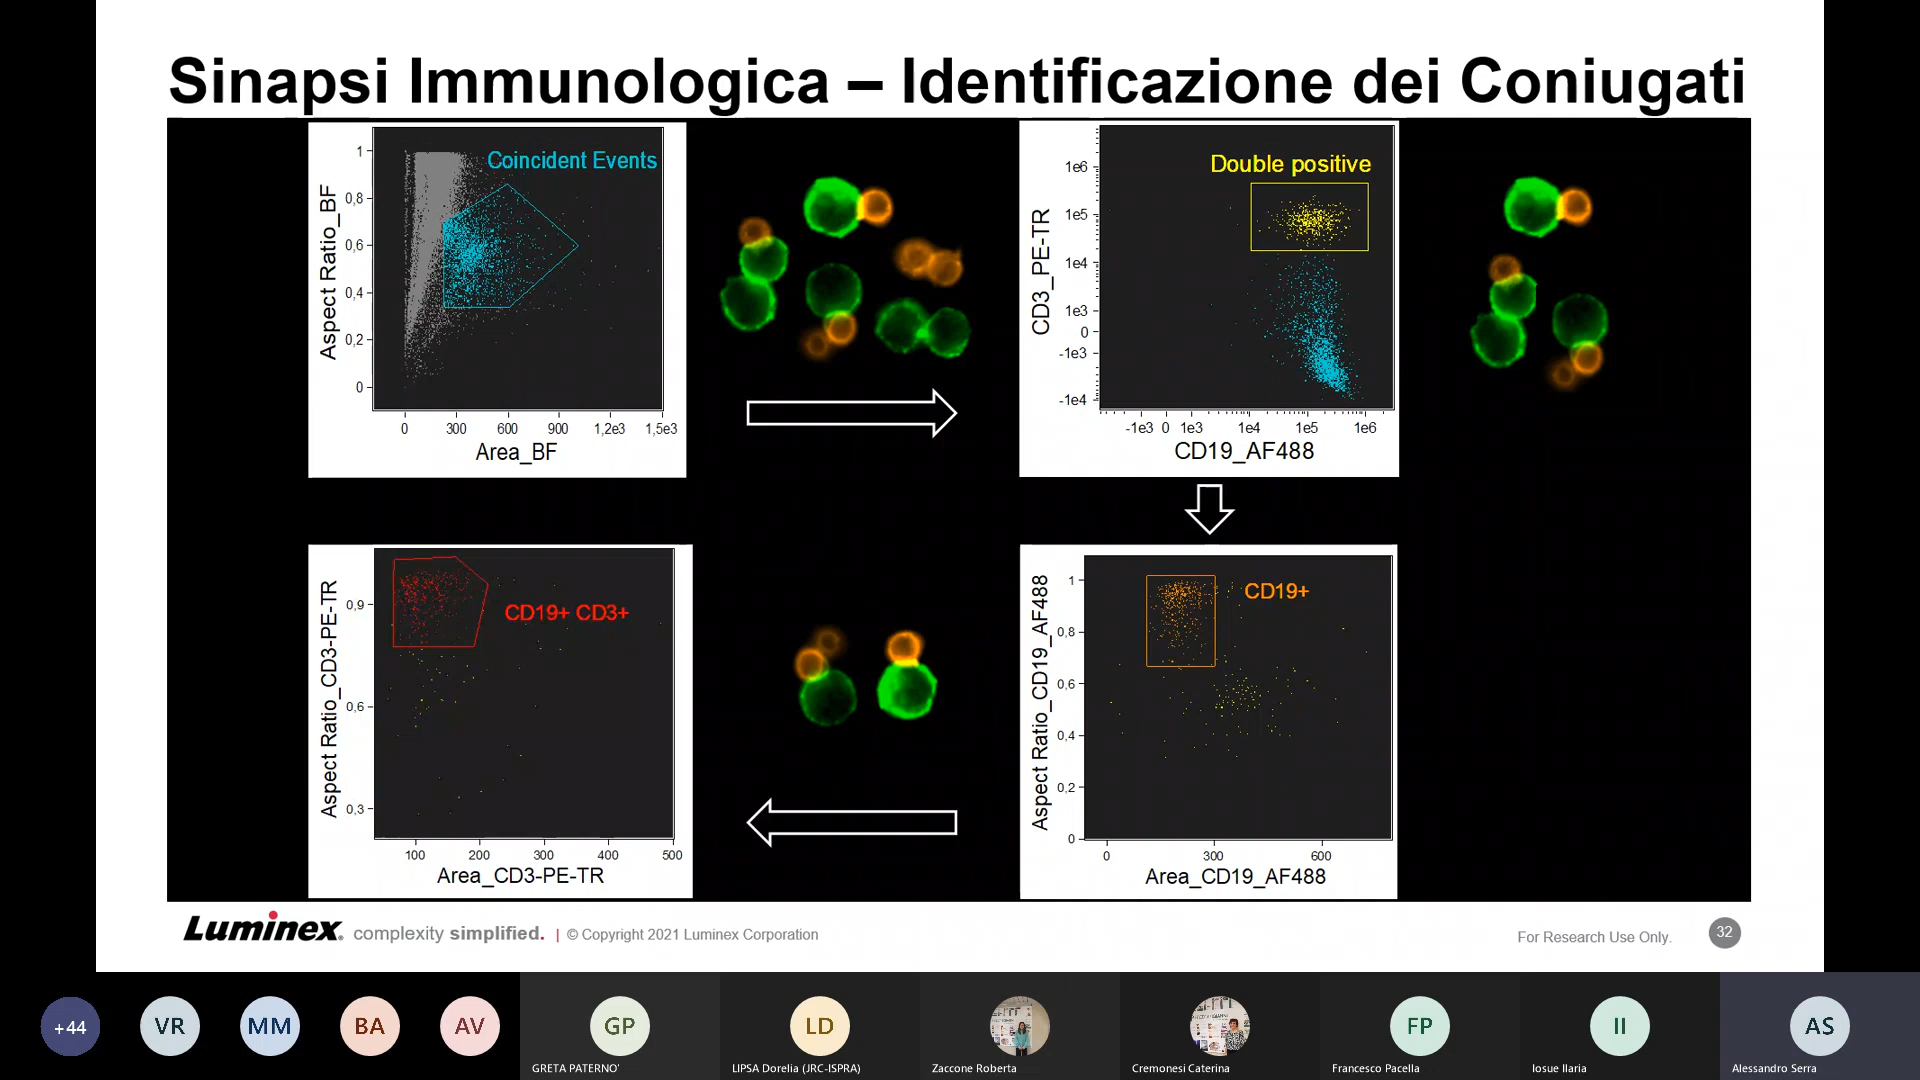 Sinapsi Immunologica – Identificazione dei Coniugati
Coincident Events
Aspect Ratio_BF
1
0,8
0,6
0,4
0,2
0
0 300 600 900 1,2e3 1,5e3
Area_BF
Double positive
CD3_PE-TR
1e6
1e5
1e4
1e3
0
-1e3
-1e4
-1e3 0 1e3 1e4 1e5 1e6
CD19_AF488
CD19+ CD3+
Aspect Ratio_CD3-PE-TR
0,9
0,6
0,3
100 200 300 400 500
Area_CD3-PE-TR
CD19+
Aspect Ratio_CD19_AF488
1
0,8
0,6
0,4
0,2
0
0 300 600
Area_CD19_AF488
Luminex. complexity simplified. | © Copyright 2021 Luminex Corporation
For Research Use Only. 32
+44 VR MM BA AV GP LD FP II AS
GRETA PATERNO' LIPSA Dorelia (JRC-ISPRA) Zaccone Roberta Cremonesi Caterina Francesco Pacella Iosue Ilaria Alessandro Serra